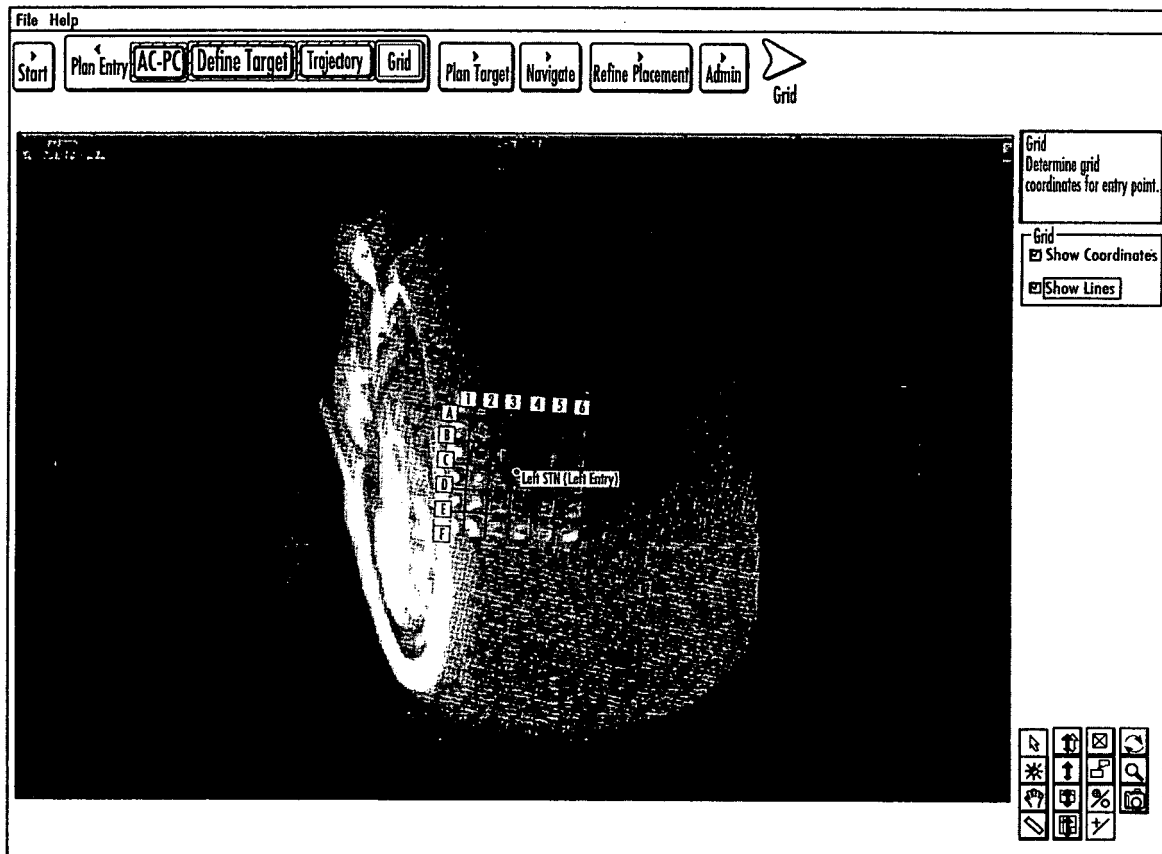 File Help
Start Plan Entry AC-PC Define Target Trajectory Grid Plan Target Navigate Refine Placement Admin
Grid
Grid
Determine grid
coordinates for entry point.
Grid
Show Coordinates
Show Lines
1 2 3 4 5 6
A
B
C
Left STN (Left Entry)
D
E
F